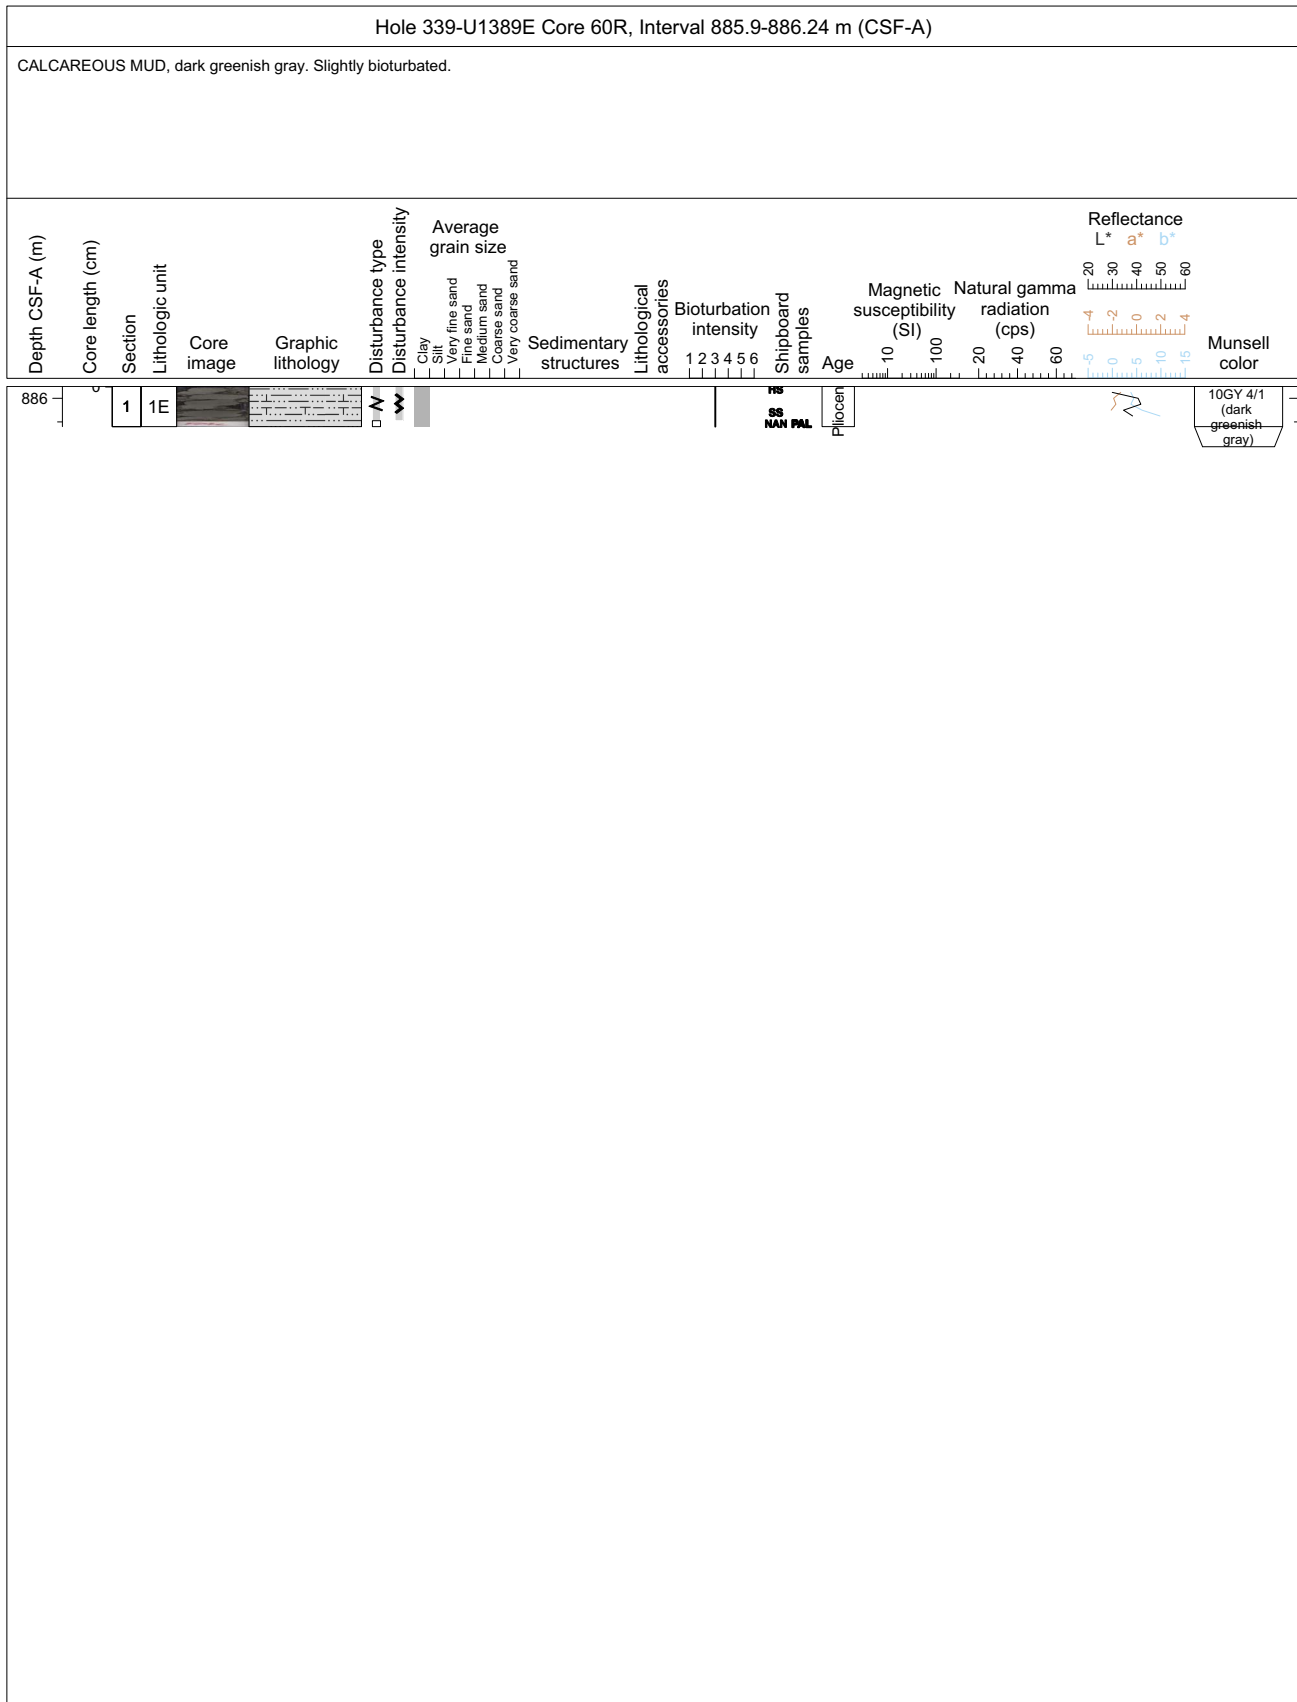 Hole 339-U1389E Core 60R, Interval 885.9-886.24 m (CSF-A)
CALCAREOUS MUD, dark greenish gray. Slightly bioturbated.
Depth CSF-A (m)
Core length (cm)
Section
Lithologic unit
Core
image
Graphic
lithology
Disturbance type
Disturbance intensity
Average
grain size
Clay
Silt
Very fine sand
Fine sand
Medium sand
Coarse sand
Very coarse sand
Sedimentary
structures
Lithological
accessories
Bioturbation
intensity
1 2 3 4 5 6
Shipboard
samples
Age
Magnetic
susceptibility
(SI)
10 100
Natural gamma
radiation
(cps)
20 40 60
Reflectance
L* a* b*
20 30 40 50 60
-4 -2 0 2 4
-5 0 5 10 15
Munsell
color
886
0
1
1E
HS
SS
NAN PAL
Pliocen
10GY 4/1
(dark
greenish
gray)